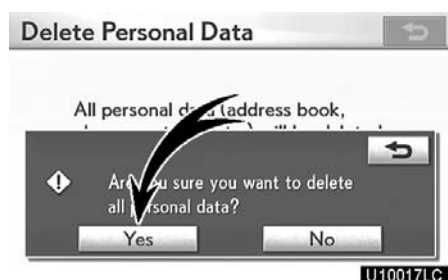 Delete Personal Data
All personal data (address book,
Are you sure you want to delete
all personal data?
Yes
No
U10017LC